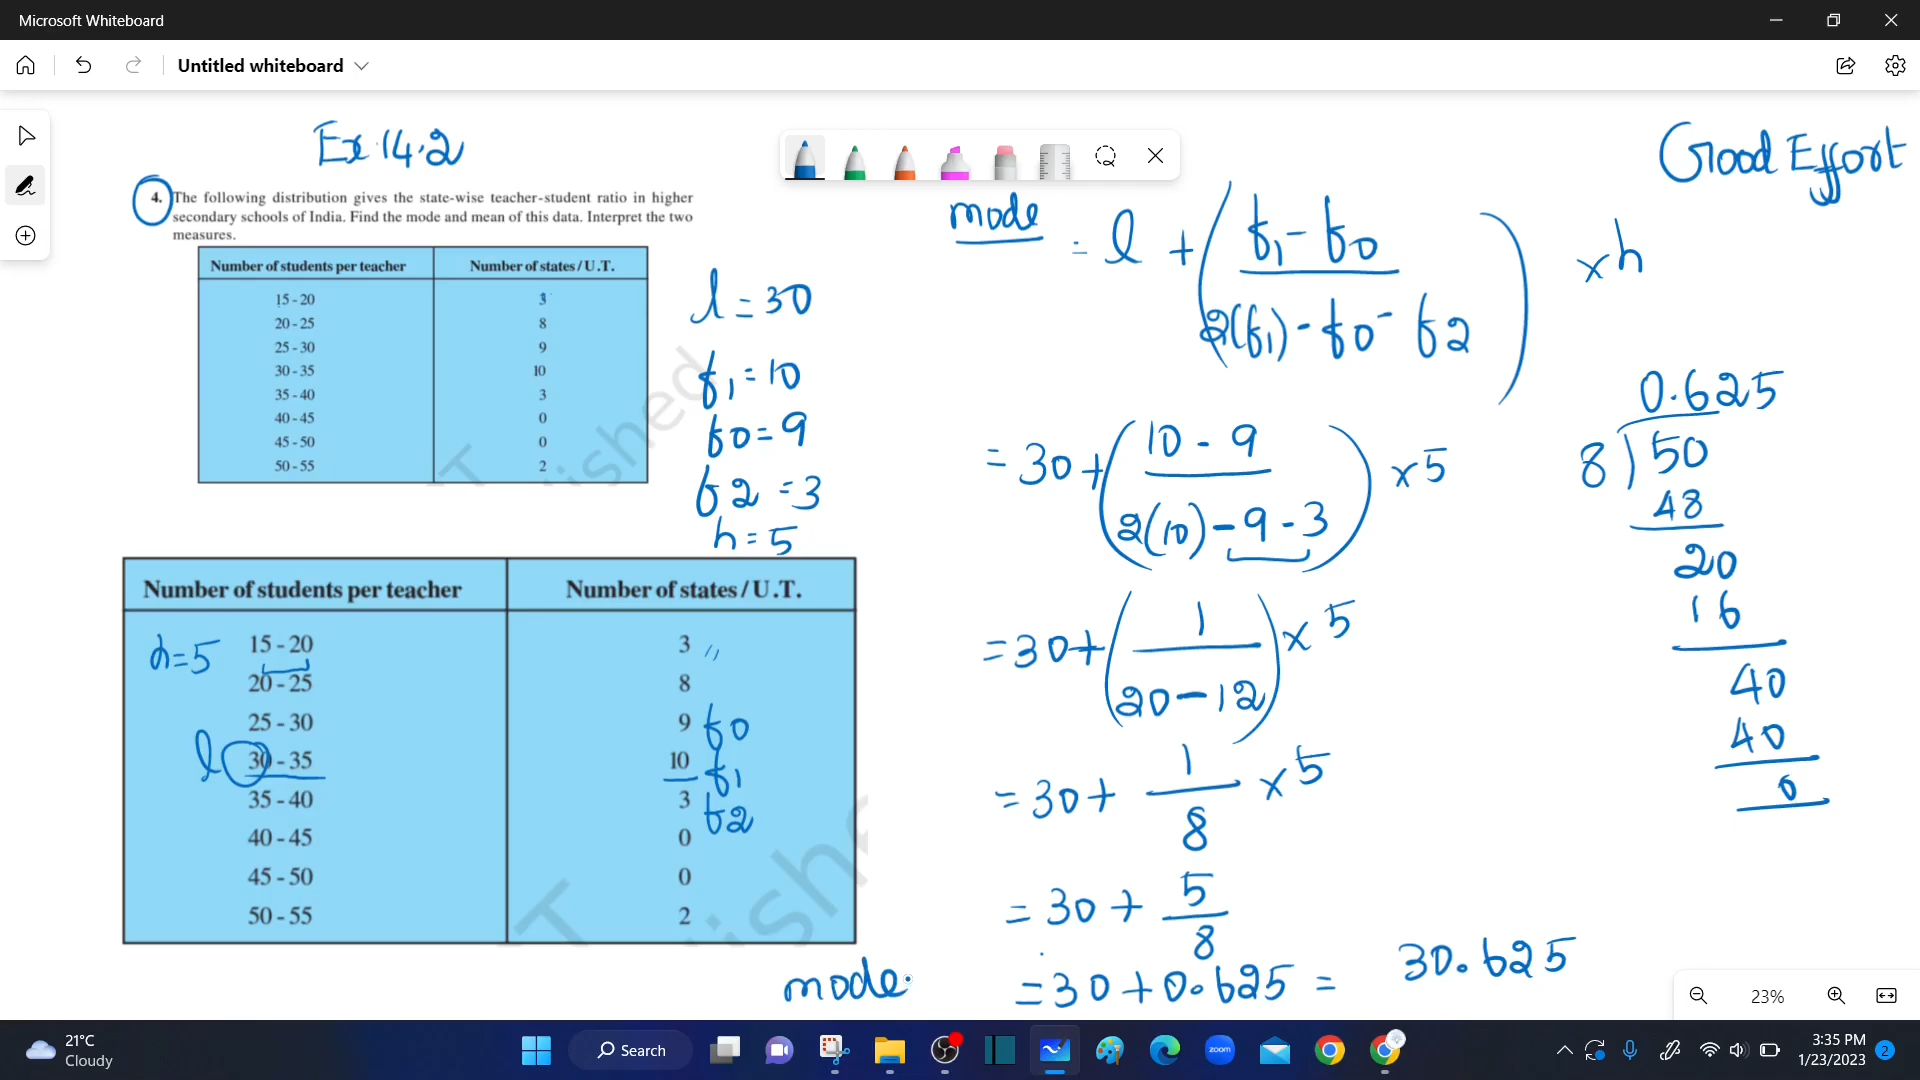 Microsoft Whiteboard
Untitled whiteboard
Ex 14.2
Good Effort
4. The following distribution gives the state-wise teacher-student ratio in higher
secondary schools of India. Find the mode and mean of this data. Interpret the two
measures.
Number of students per teacher Number of states / U.T.
15 - 20 3
20 - 25 8
25 - 30 9
30 - 35 10
35 - 40 3
40 - 45 0
45 - 50 0
50 - 55 2
l = 30
f1 = 10
f0 = 9
f2 = 3
h = 5
Number of students per teacher Number of states / U.T.
h=5 15 - 20 3 ,,
20 - 25 8
25 - 30 9 f0
l 30 - 35 10 f1
35 - 40 3 f2
40 - 45 0
45 - 50 0
50 - 55 2
mode = l + ( f1 - f0 / 2(f1) - f0 - f2 ) × h
= 30 + ( 10 - 9 / 2(10) - 9 - 3 ) × 5
= 30 + ( 1 / 20 - 12 ) × 5
= 30 + 1/8 × 5
= 30 + 5/8
mode = 30 + 0.625 = 30.625
0.625
8 ) 50
48
20
16
40
40
0
23%
21°C
Cloudy
Search
zoom
3:35 PM
1/23/2023
2